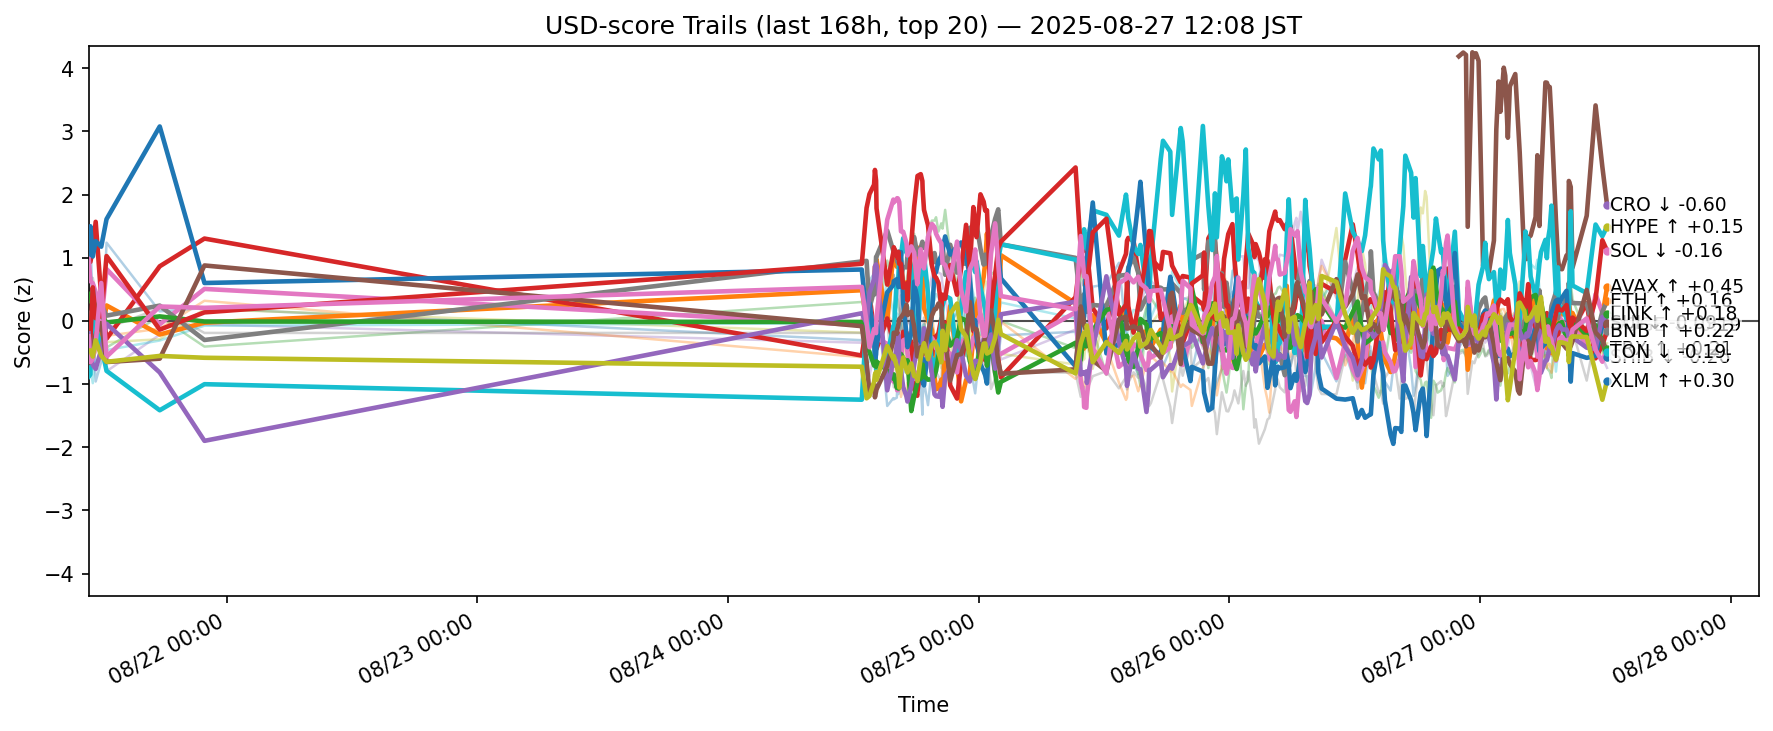 USD-score Trails (last 168h, top 20) — 2025-08-27 12:08 JST
Score (z)
4
3
2
1
0
−1
−2
−3
−4
CRO ↓ -0.60
HYPE ↑ +0.15
SOL ↓ -0.16
AVAX ↑ +0.45
ETH ↑ +0.16
LINK ↑ +0.18
BNB ↑ +0.22
TON ↓ -0.19
XLM ↑ +0.30
08/22 00:00
08/23 00:00
08/24 00:00
08/25 00:00
08/26 00:00
08/27 00:00
08/28 00:00
Time